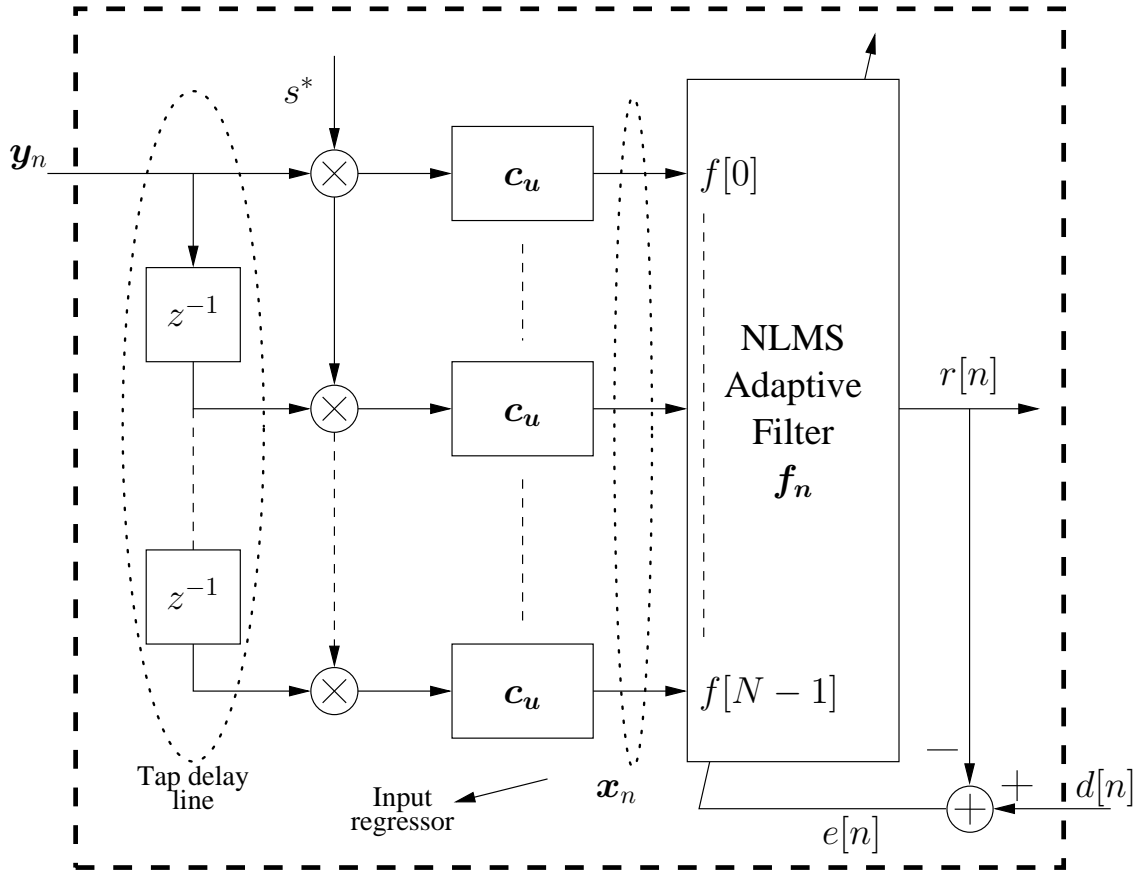 s*
y_n
c_u
f[0]
z^{-1}
NLMS
Adaptive
Filter
f_n
r[n]
c_u
z^{-1}
c_u
f[N − 1]
−
Tap delay
line
Input
regressor
x_n
+
d[n]
e[n]